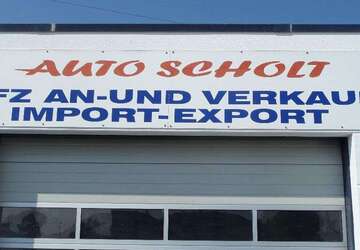 AUTO SCHOLT
FZ AN-UND VERKAU
IMPORT-EXPORT